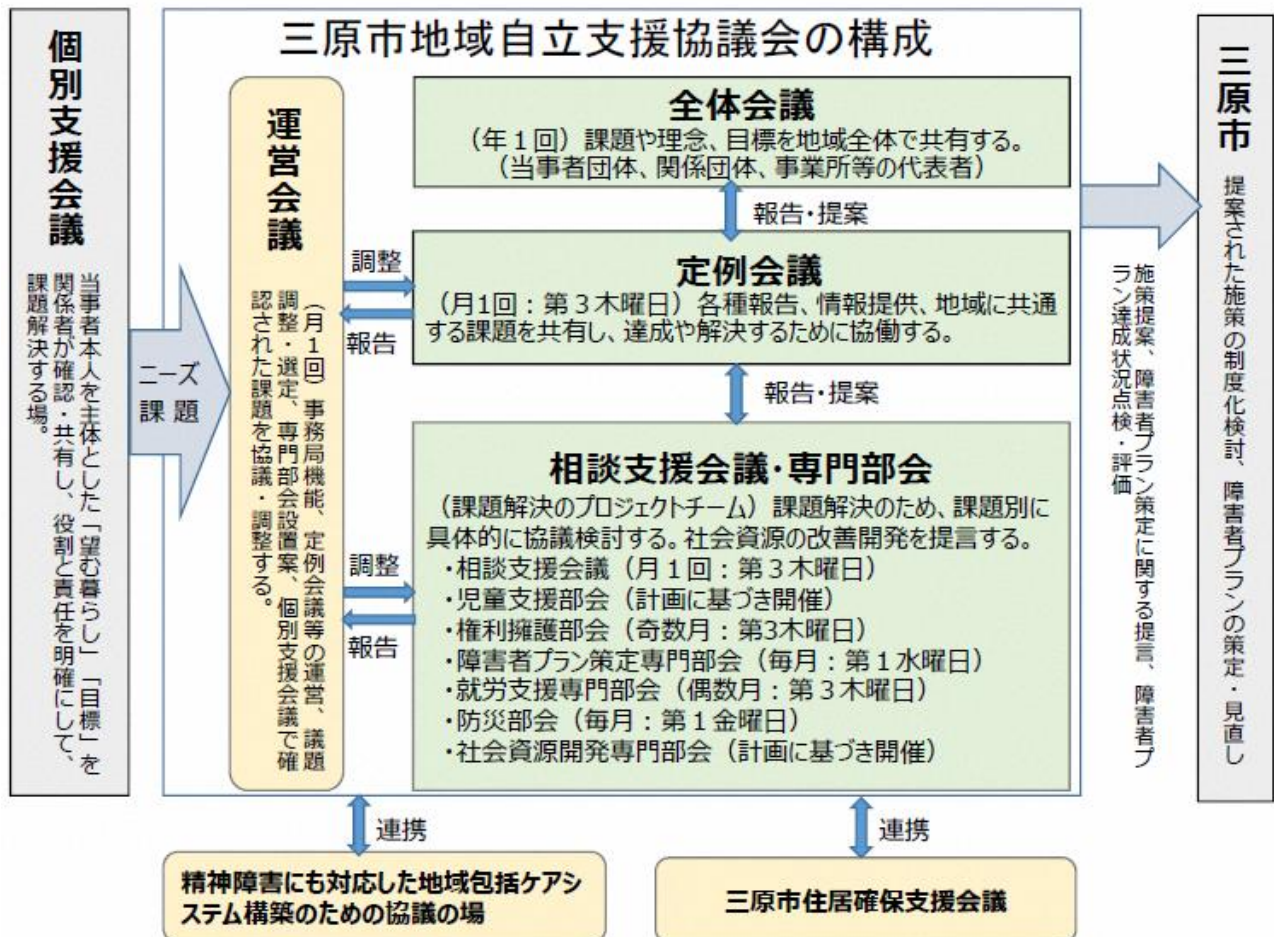 三原市地域自立支援協議会の構成
個別支援会議
当事者本人を主体とした「望む暮らし」「目標」を
関係者が確認・共有し、役割と責任を明確にして、
課題解決する場。
ニーズ
課題
運営会議
（月1回）事務局機能、定例会議等の運営、議題
調整・選定、専門部会設置案、個別支援会議で確
認された課題を協議・調整する。
全体会議
（年１回）課題や理念、目標を地域全体で共有する。
（当事者団体、関係団体、事業所等の代表者）
報告・提案
調整
報告
定例会議
（月1回：第３木曜日）各種報告、情報提供、地域に共通
する課題を共有し、達成や解決するために協働する。
報告・提案
調整
報告
相談支援会議・専門部会
（課題解決のプロジェクトチーム）課題解決のため、課題別に
具体的に協議検討する。社会資源の改善開発を提言する。
・相談支援会議（月１回：第３木曜日）
・児童支援部会（計画に基づき開催）
・権利擁護部会（奇数月：第3木曜日）
・障害者プラン策定専門部会（毎月：第１水曜日）
・就労支援専門部会（偶数月：第３木曜日）
・防災部会（毎月：第１金曜日）
・社会資源開発専門部会（計画に基づき開催）
施策提案、障害者プラン策定に関する提言、障害者プ
ラン達成状況点検・評価
三原市
提案された施策の制度化検討、障害者プランの策定・見直し
連携
連携
精神障害にも対応した地域包括ケアシ
ステム構築のための協議の場
三原市住居確保支援会議